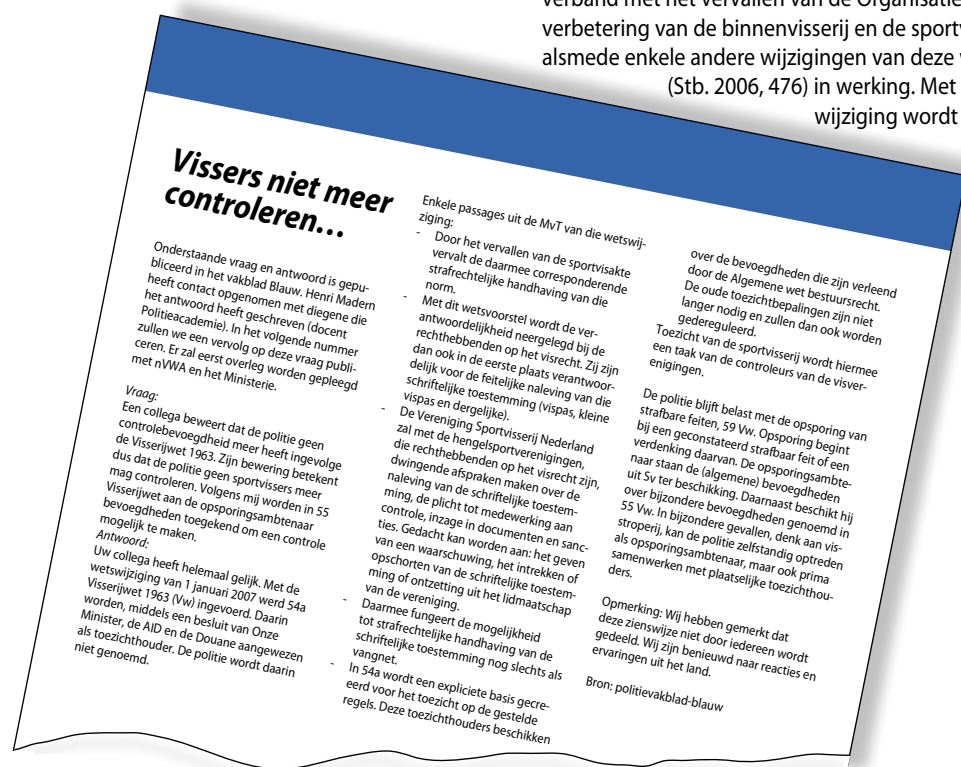 verband met het vervallen van de Organisatie
verbetering van de binnenvisserij en de sportv
alsmede enkele andere wijzigingen van deze
(Stb. 2006, 476) in werking. Met
wijziging wordt
Vissers niet meer
controleren…
Onderstaande vraag en antwoord is gepu-
bliceerd in het vakblad Blauw. Henri Madern
heeft contact opgenomen met diegene die
het antwoord heeft geschreven (docent
Politieacademie). In het volgende nummer
zullen we een vervolg op deze vraag publi-
ceren. Er zal eerst overleg worden gepleegd
met nVWA en het Ministerie.
Vraag:
Een collega beweert dat de politie geen
controlebevoegdheid meer heeft ingevolge
de Visserijwet 1963. Zijn bewering betekent
dus dat de politie geen sportvissers meer
mag controleren. Volgens mij worden in 55
Visserijwet aan de opsporingsambtenaar
bevoegdheden toegekend om een controle
mogelijk te maken.
Antwoord:
Uw collega heeft helemaal gelijk. Met de
wetswijziging van 1 januari 2007 werd 54a
Visserijwet 1963 (Vw) ingevoerd. Daarin
worden, middels een besluit van Onze
Minister, de AID en de Douane aangewezen
als toezichthouder. De politie wordt daarin
niet genoemd.
Enkele passages uit de MvT van die wetswij-
ziging:
- Door het vervallen van de sportvisakte
vervalt de daarmee corresponderende
strafrechtelijke handhaving van die
norm.
- Met dit wetsvoorstel wordt de ver-
antwoordelijkheid neergelegd bij de
rechthebbenden op het visrecht. Zij zijn
dan ook in de eerste plaats verantwoor-
delijk voor de feitelijke naleving van die
schriftelijke toestemming (vispas, kleine
vispas en dergelijke).
- De Vereniging Sportvisserij Nederland
zal met de hengelsportverenigingen,
die rechthebbenden op het visrecht zijn,
dwingende afspraken maken over de
naleving van de schriftelijke toestem-
ming, de plicht tot medewerking aan
controle, inzage in documenten en sanc-
ties. Gedacht kan worden aan: het geven
van een waarschuwing, het intrekken of
opschorten van de schriftelijke toestem-
ming of ontzetting uit het lidmaatschap
van de vereniging.
- Daarmee fungeert de mogelijkheid
tot strafrechtelijke handhaving van de
schriftelijke toestemming nog slechts als
vangnet.
- In 54a wordt een expliciete basis gecre-
eerd voor het toezicht op de gestelde
regels. Deze toezichthouders beschikken
over de bevoegdheden die zijn verleend
door de Algemene wet bestuursrecht.
De oude toezichtbepalingen zijn niet
langer nodig en zullen dan ook worden
gedereguleerd.
Toezicht van de sportvisserij wordt hiermee
een taak van de controleurs van de visver-
enigingen.
De politie blijft belast met de opsporing van
strafbare feiten, 59 Vw. Opsporing begint
bij een geconstateerd strafbaar feit of een
verdenking daarvan. De opsporingsambte-
naar staan de (algemene) bevoegdheden
uit Sv ter beschikking. Daarnaast beschikt hij
over bijzondere bevoegdheden genoemd in
55 Vw. In bijzondere gevallen, denk aan vis-
stroperij, kan de politie zelfstandig optreden
als opsporingsambtenaar, maar ook prima
samenwerken met plaatselijke toezichthou-
ders.
Opmerking: Wij hebben gemerkt dat
deze zienswijze niet door iedereen wordt
gedeeld. Wij zijn benieuwd naar reacties en
ervaringen uit het land.
Bron: politievakblad-blauw